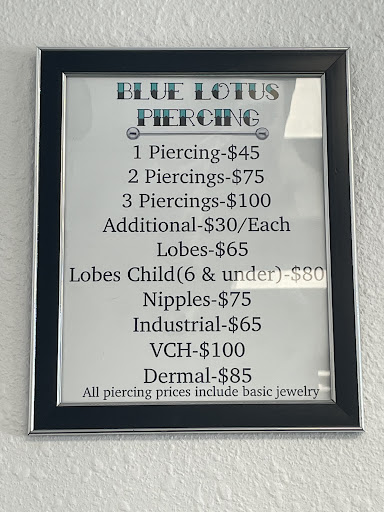 BLUE LOTUS
PIERCING
1 Piercing-$45
2 Piercings-$75
3 Piercings-$100
Additional-$30/Each
Lobes-$65
Lobes Child(6 & under)-$80
Nipples-$75
Industrial-$65
VCH-$100
Dermal-$85
All piercing prices include basic jewelry